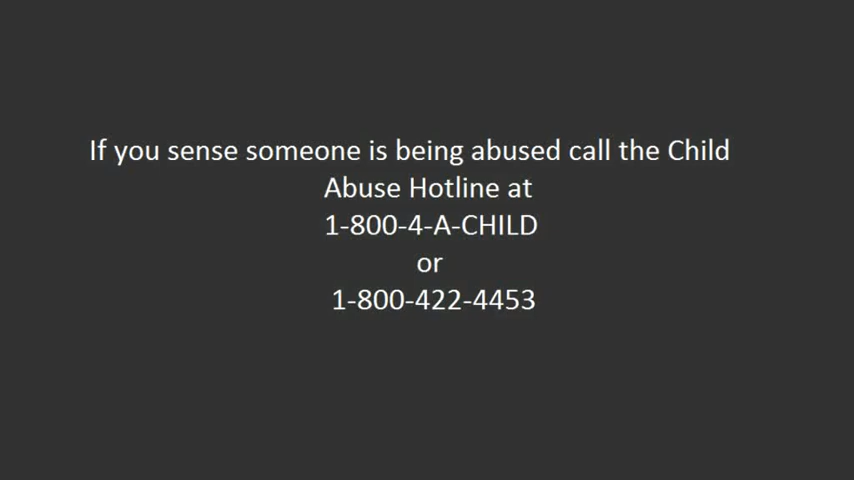 If you sense someone is being abused call the Child
Abuse Hotline at
1-800-4-A-CHILD
or
1-800-422-4453